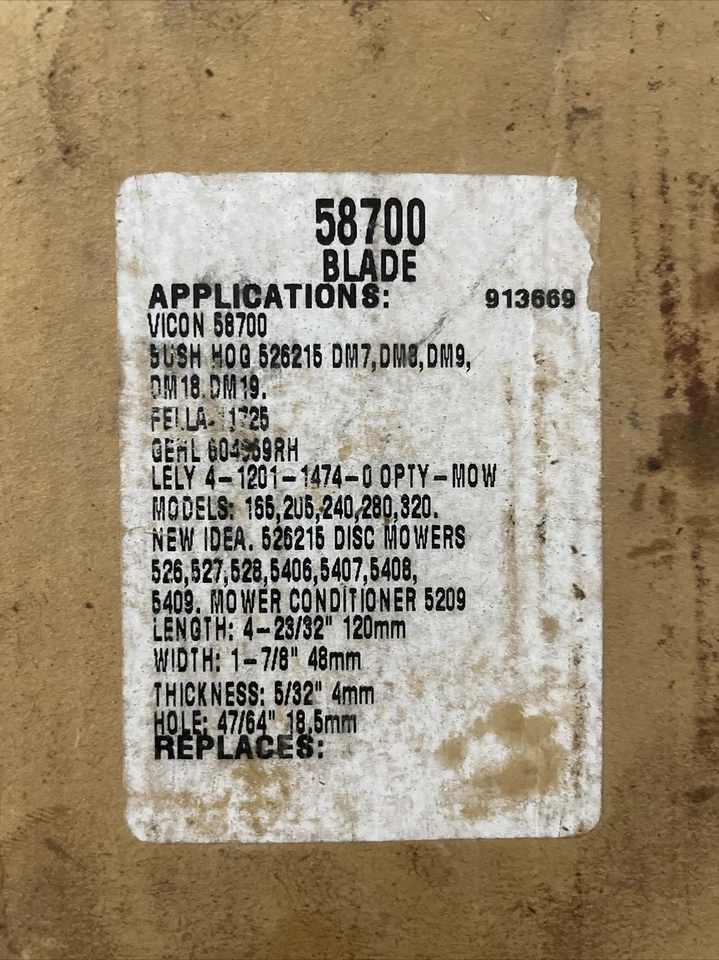 58700
BLADE
APPLICATIONS: 913669
VICON 58700
BUSH HOG 526215 DM7,DM8,DM9,
DM18.DM19.
FELLA-
GEHL
LELY 4-1201-1474-0 OPTY-MOW
MODELS: 165,205,240,280,320.
NEW IDEA. 526215 DISC MOWERS
526,527,528,5406,5407,5408,
5409. MOWER CONDITIONER 5209
LENGTH: 4-23/32" 120mm
WIDTH: 1-7/8" 48mm
THICKNESS: 5/32" 4mm
HOLE: 47/64" 18.5mm
REPLACES: